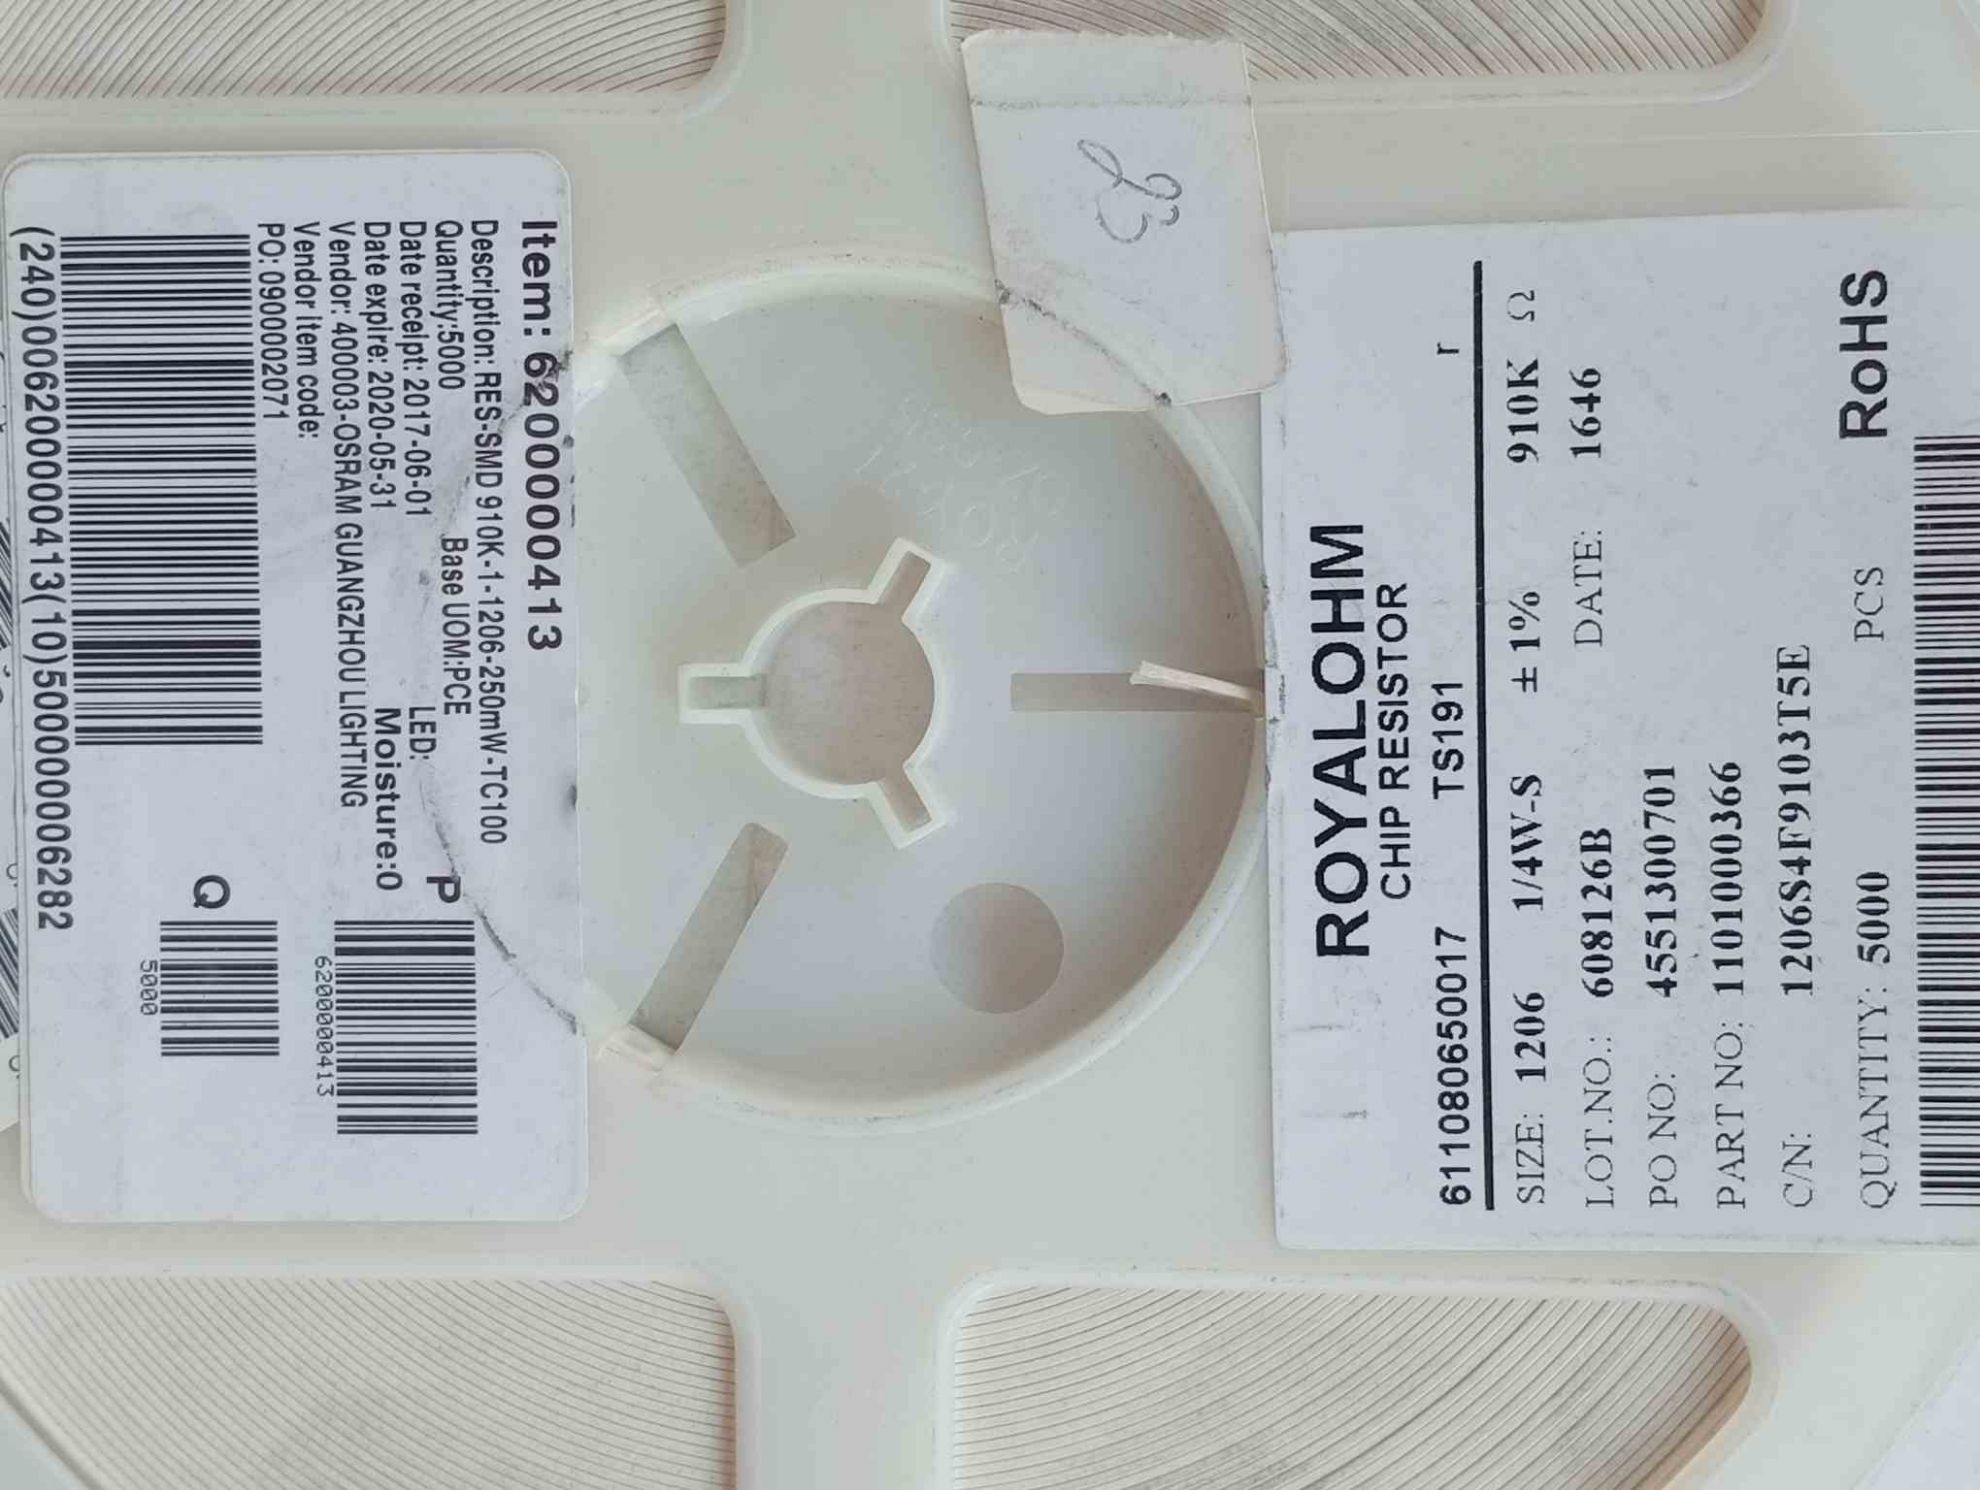 Item: 6200000413
Description: RES-SMD 910K-1-1206-250mW-TC100
Quantity:5000 Base UOM:PCE
Date receipt: 2017-06-01 LED: P
Date expire: 2020-05-31 Moisture:0
Vendor: 400003-OSRAM GUANGZHOU LIGHTING
Vendor item code:
6200000413
PO: 0900002071
Q
5000
(240)006200000413(10)5000000006282
23
ROYALOHM
CHIP RESISTOR
611080650017 TS191 r
SIZE: 1206 1/4W-S ±1% 910K Ω
LOT.NO.: 608126B DATE: 1646
PO NO: 4551300701
PART NO: 1101000366
C/N: 1206S4F9103T5E
QUANTITY: 5000 PCS RoHS